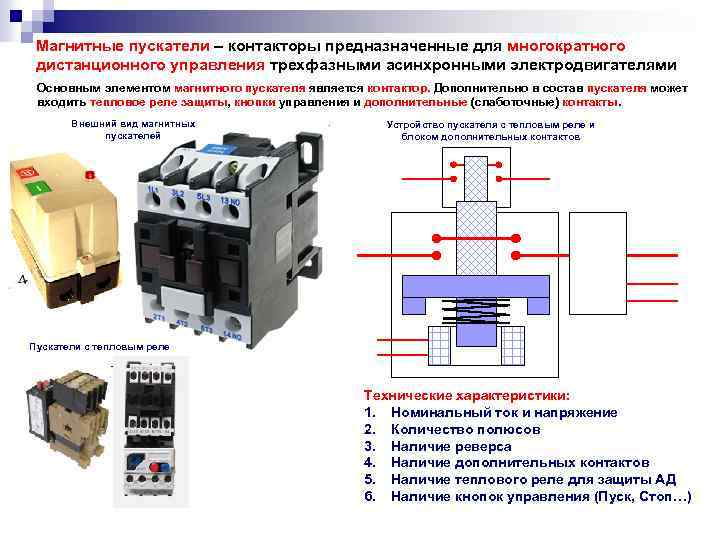 Магнитные пускатели – контакторы предназначенные для многократного
дистанционного управления трехфазными асинхронными электродвигателями
Основным элементом магнитного пускателя является контактор. Дополнительно в состав пускателя может
входить тепловое реле защиты, кнопки управления и дополнительные (слаботочные) контакты.
Внешний вид магнитных
пускателей
Устройство пускателя с тепловым реле и
блоком дополнительных контактов
1L1 3L2 5L3 13NO
2T1 4T2 6T3 14NO
Пускатели с тепловым реле
Технические характеристики:
1. Номинальный ток и напряжение
2. Количество полюсов
3. Наличие реверса
4. Наличие дополнительных контактов
5. Наличие теплового реле для защиты АД
6. Наличие кнопок управления (Пуск, Стоп…)